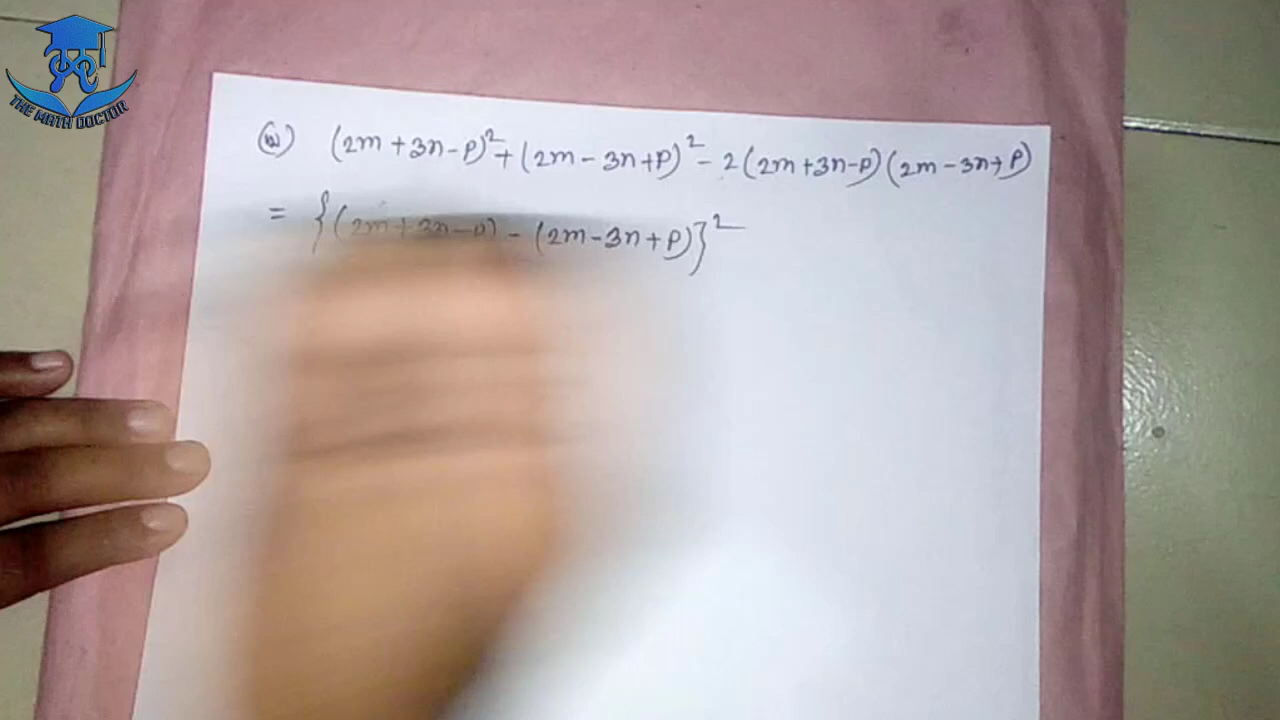 THE MATH DOCTOR
(2m + 3n - p)² + (2m - 3n + p)² - 2(2m + 3n - p)(2m - 3n + p)
= {(2m + 3n - p) - (2m - 3n + p)}²